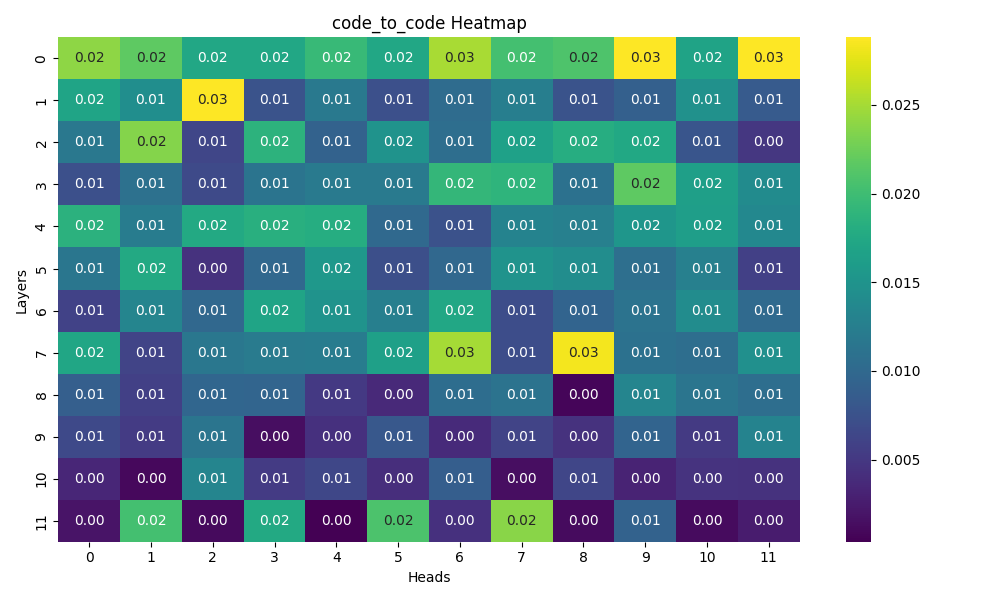 code_to_code Heatmap
0 0.02 0.02 0.02 0.02 0.02 0.02 0.03 0.02 0.02 0.03 0.02 0.03
1 0.02 0.01 0.03 0.01 0.01 0.01 0.01 0.01 0.01 0.01 0.01 0.01
2 0.01 0.02 0.01 0.02 0.01 0.02 0.01 0.02 0.02 0.02 0.01 0.00
3 0.01 0.01 0.01 0.01 0.01 0.01 0.02 0.02 0.01 0.02 0.02 0.01
4 0.02 0.01 0.02 0.02 0.02 0.01 0.01 0.01 0.01 0.02 0.02 0.01
5 0.01 0.02 0.00 0.01 0.02 0.01 0.01 0.01 0.01 0.01 0.01 0.01
6 0.01 0.01 0.01 0.02 0.01 0.01 0.02 0.01 0.01 0.01 0.01 0.01
7 0.02 0.01 0.01 0.01 0.01 0.02 0.03 0.01 0.03 0.01 0.01 0.01
8 0.01 0.01 0.01 0.01 0.01 0.00 0.01 0.01 0.00 0.01 0.01 0.01
9 0.01 0.01 0.01 0.00 0.00 0.01 0.00 0.01 0.00 0.01 0.01 0.01
10 0.00 0.00 0.01 0.01 0.01 0.00 0.01 0.00 0.01 0.00 0.00 0.00
11 0.00 0.02 0.00 0.02 0.00 0.02 0.00 0.02 0.00 0.01 0.00 0.00
0 1 2 3 4 5 6 7 8 9 10 11
Heads
Layers
0.025
0.020
0.015
0.010
0.005